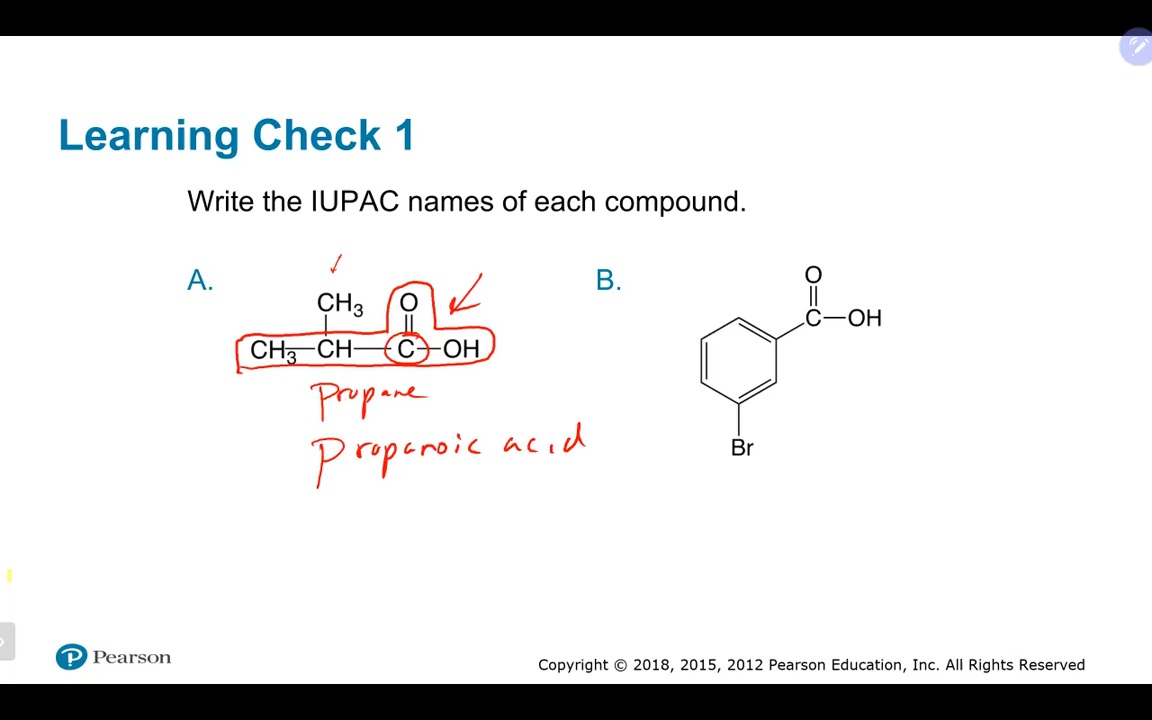 Learning Check 1
Write the IUPAC names of each compound.
A.
CH3 O
CH3 CH C OH
Propane
Propanoic acid
B.
O
C OH
Br
P Pearson
Copyright © 2018, 2015, 2012 Pearson Education, Inc. All Rights Reserved